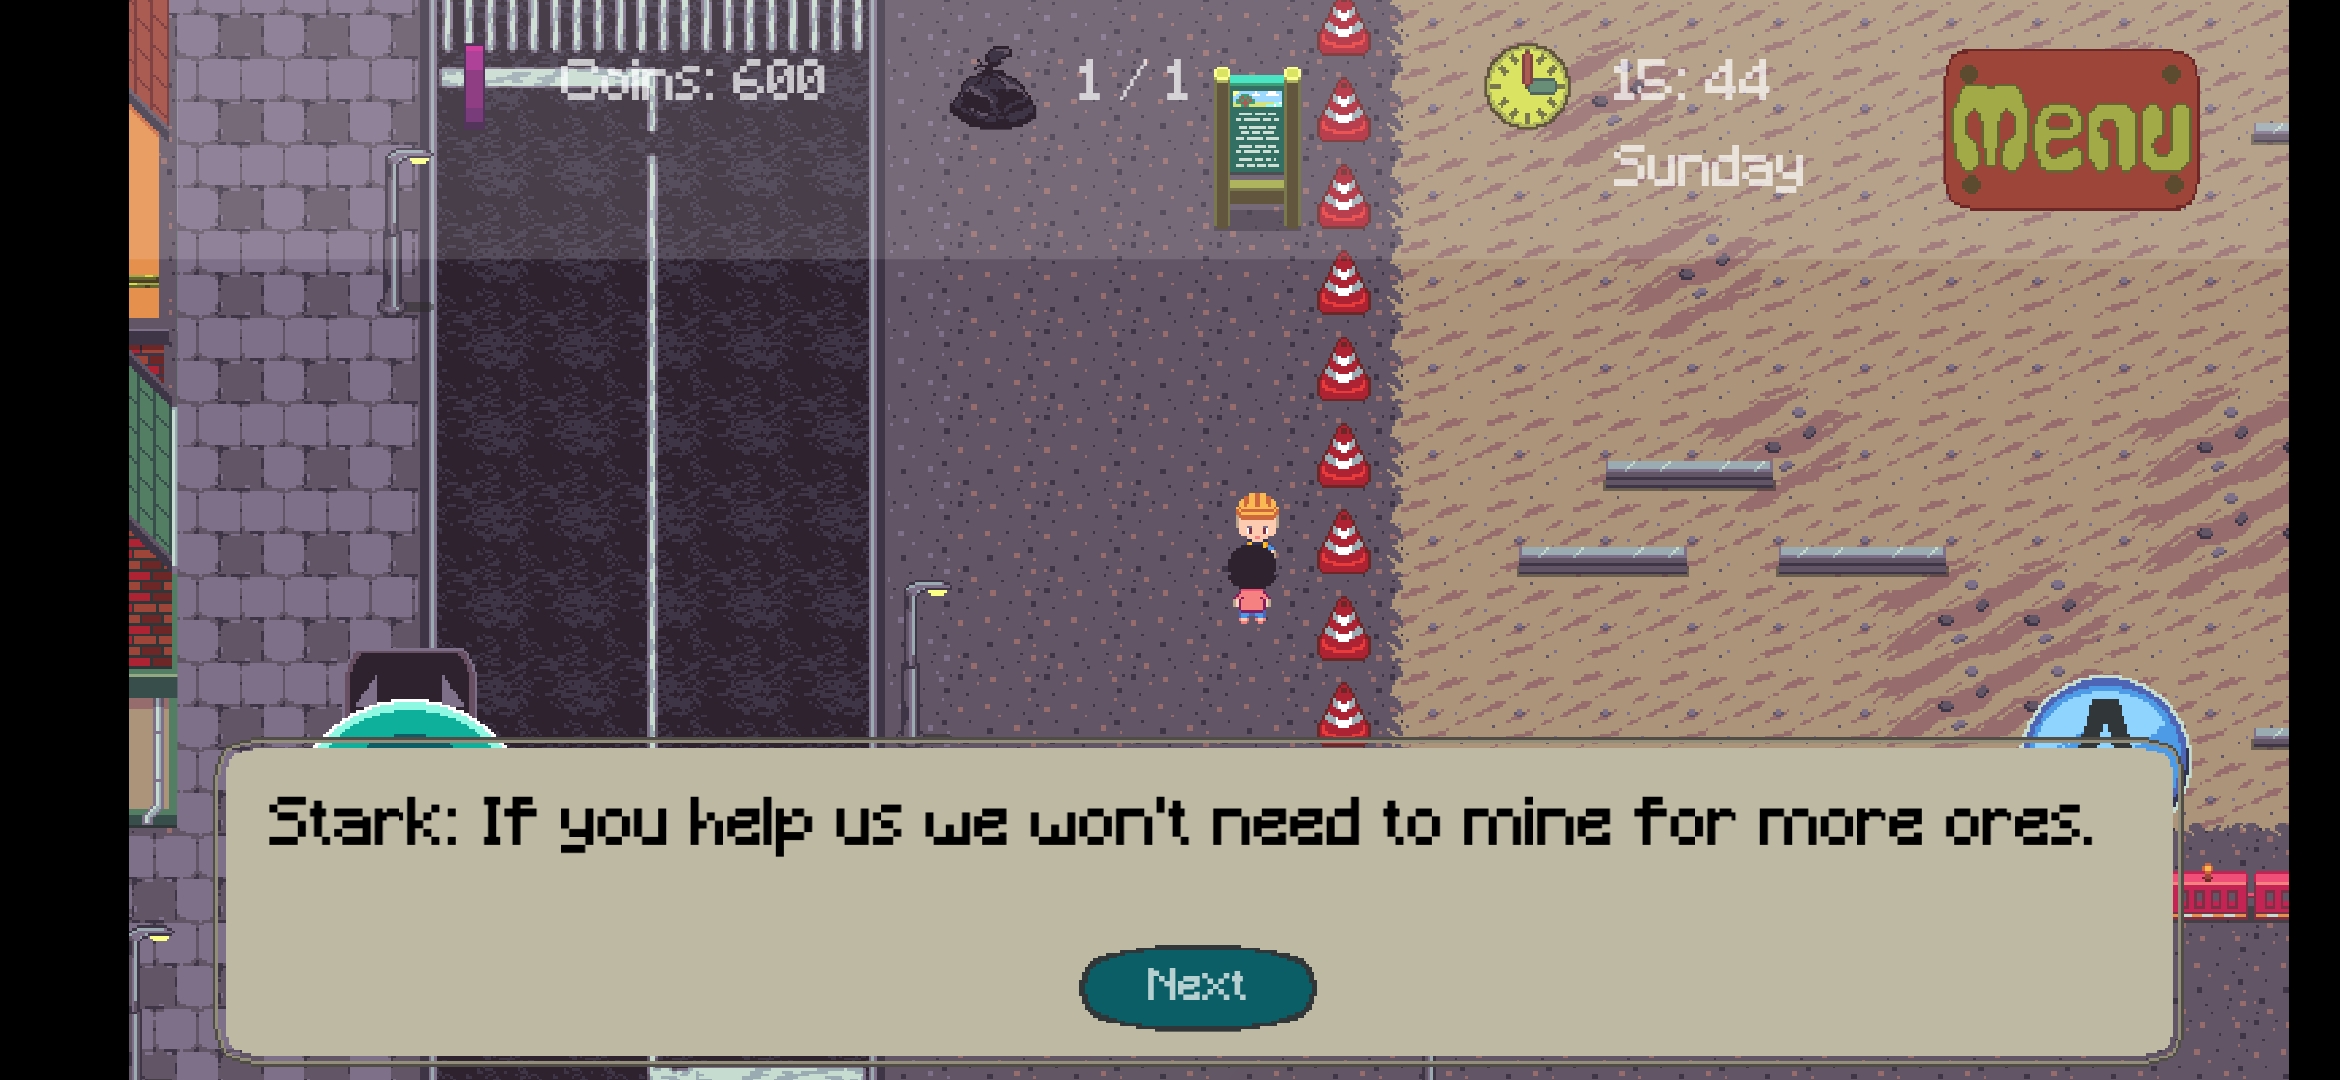 Coins: 600
1 / 1
15: 44
Sunday
Menu
A
Stark: If you help us we won't need to mine for more ores.
Next